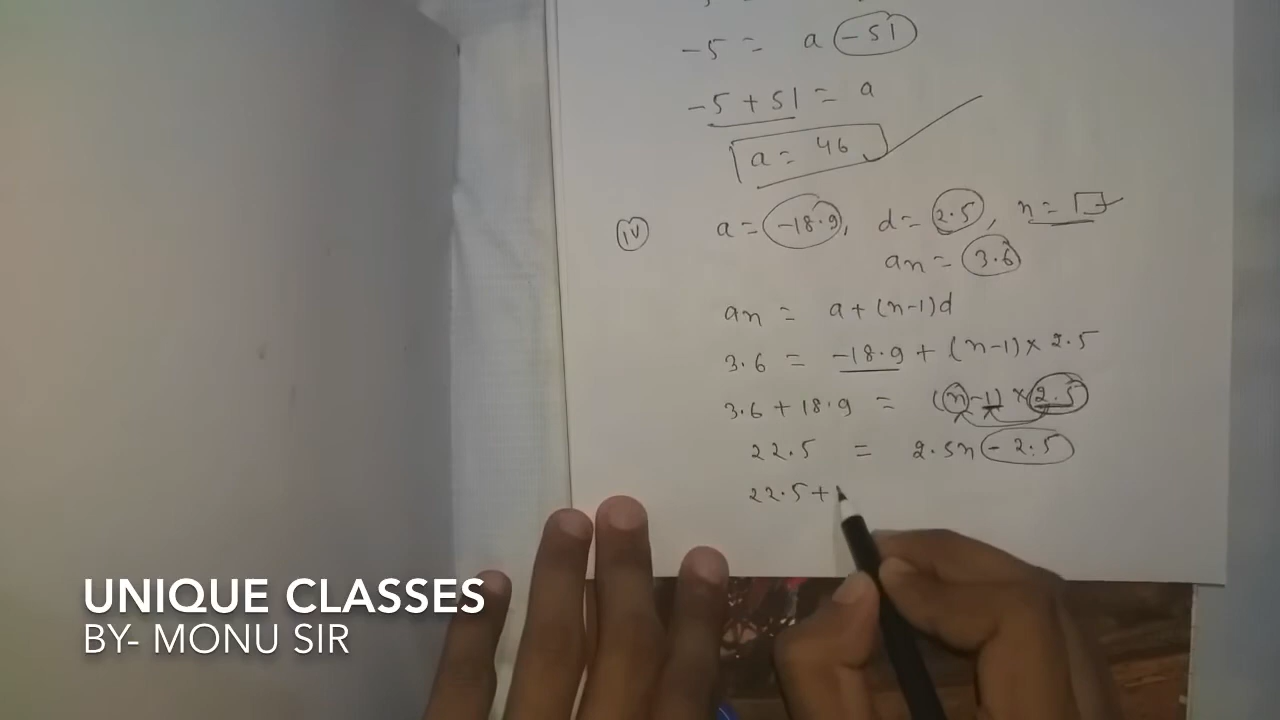 -5 = a -51
-5 + 51 = a
a = 46
(iv) a = -18.9, d = 2.5, n =
an = 3.6
an = a + (n-1)d
3.6 = -18.9 + (n-1) × 2.5
3.6 + 18.9 = (n-1) × 2.5
22.5 = 2.5n - 2.5
22.5 +
UNIQUE CLASSES
BY- MONU SIR